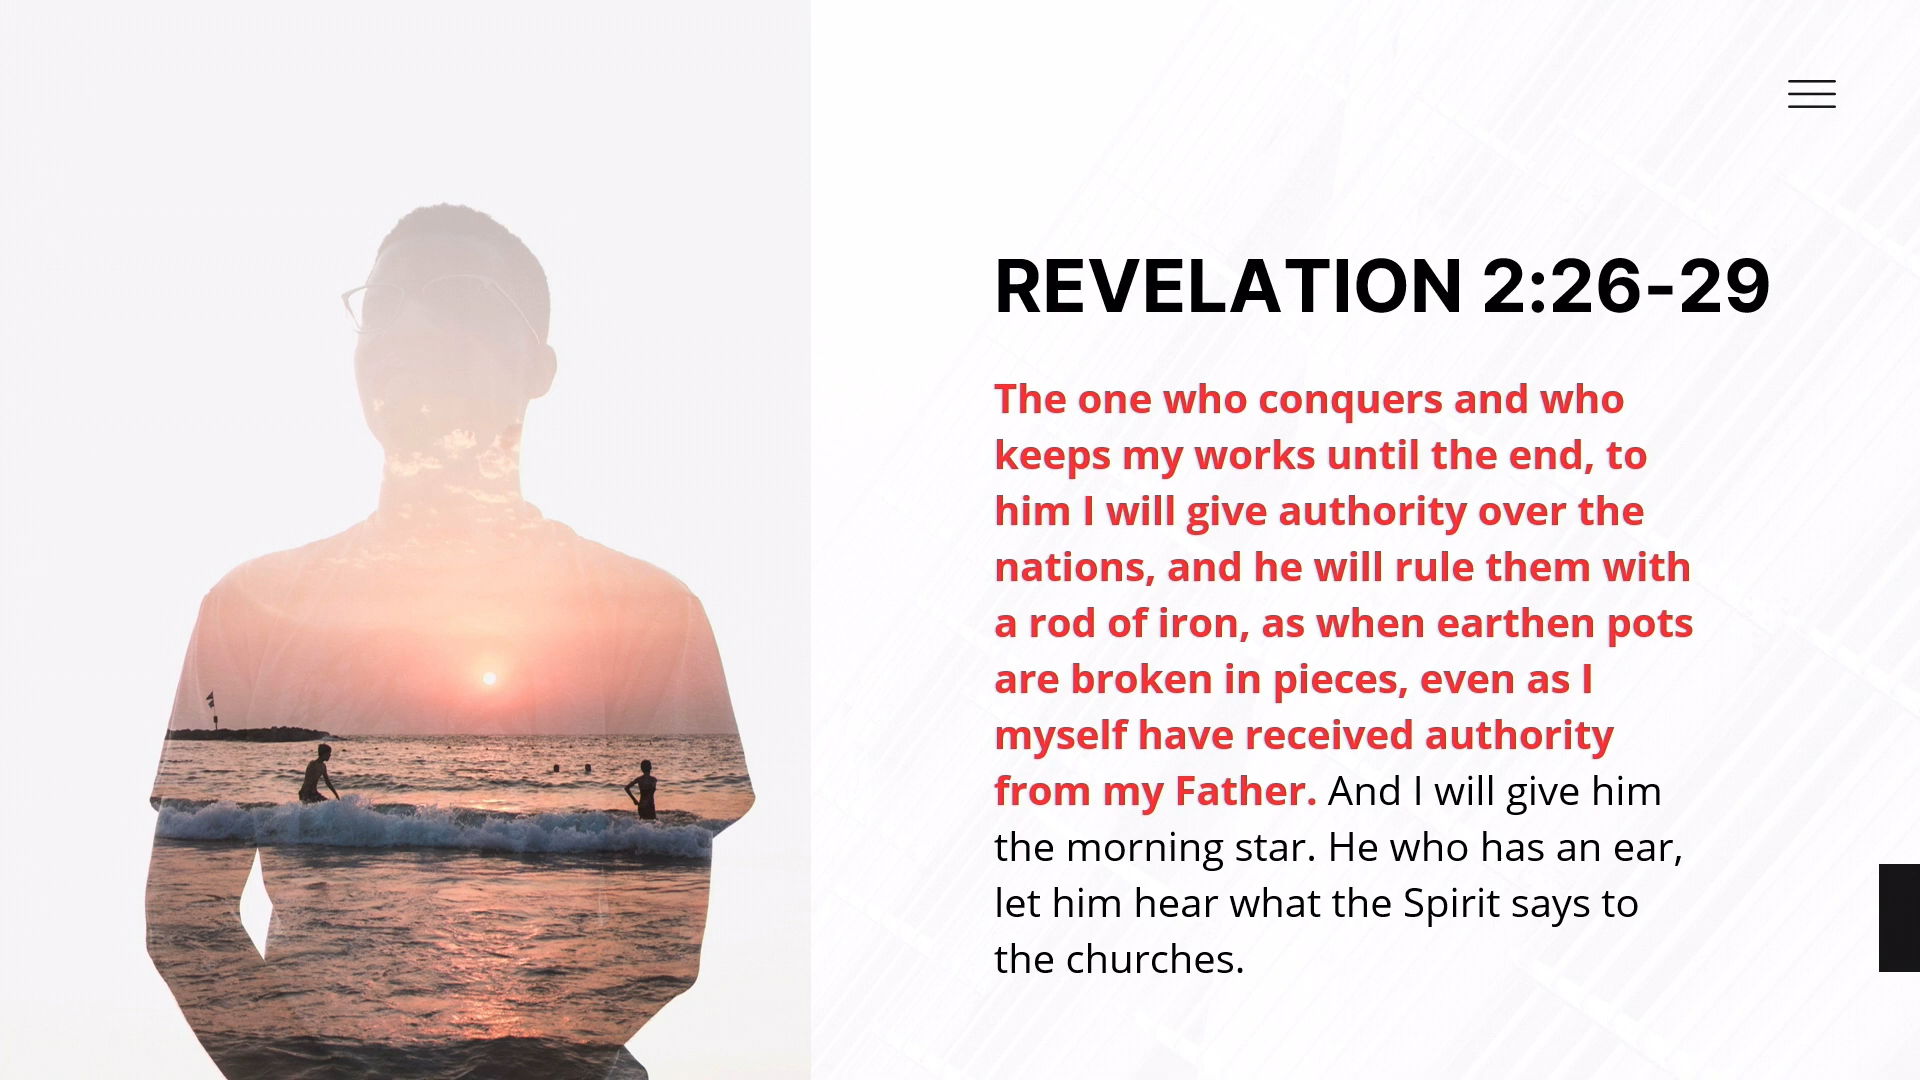 REVELATION 2:26-29
The one who conquers and who
keeps my works until the end, to
him I will give authority over the
nations, and he will rule them with
a rod of iron, as when earthen pots
are broken in pieces, even as I
myself have received authority
from my Father. And I will give him
the morning star. He who has an ear,
let him hear what the Spirit says to
the churches.